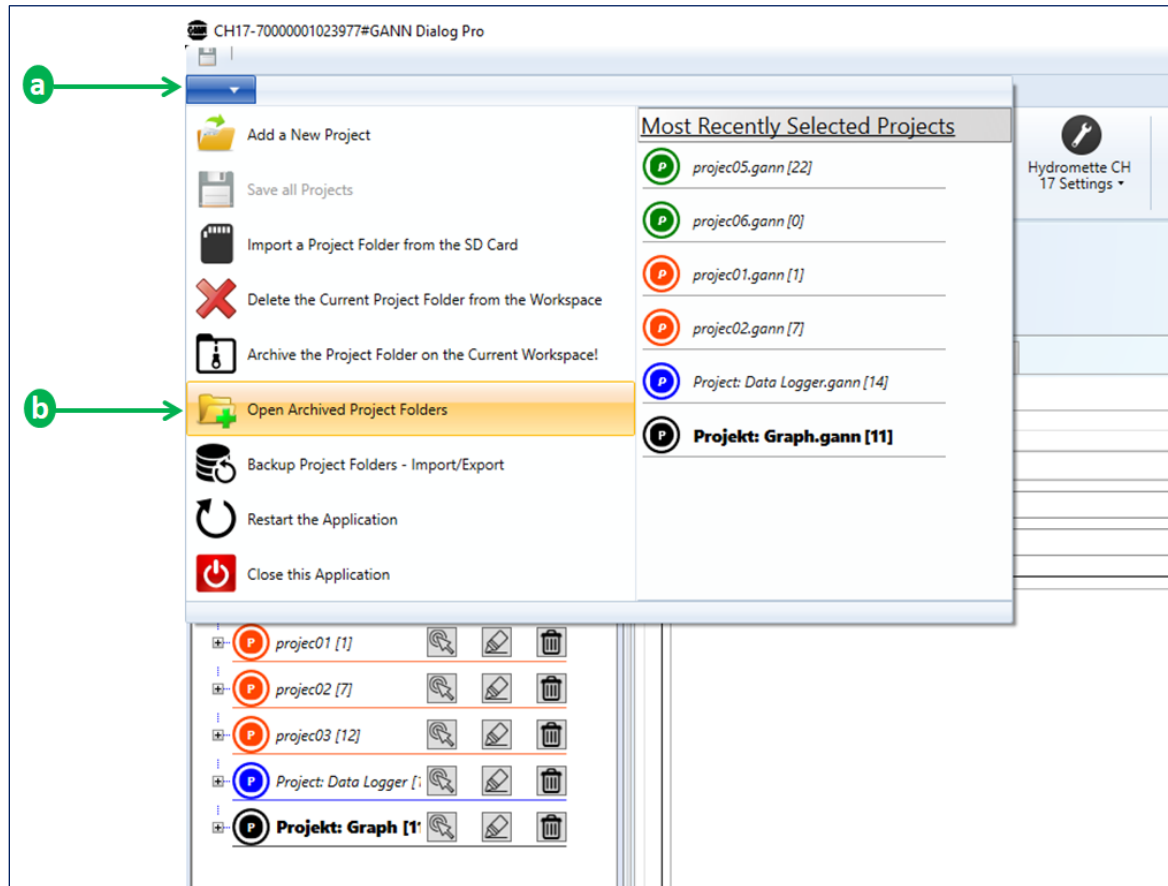 GANN
CH17-70000001023977#GANN Dialog Pro
a
Add a New Project
Save all Projects
Import a Project Folder from the SD Card
Delete the Current Project Folder from the Workspace
Archive the Project Folder on the Current Workspace!
b
Open Archived Project Folders
Backup Project Folders - Import/Export
Restart the Application
Close this Application
Most Recently Selected Projects
P
projec05.gann [22]
P
projec06.gann [0]
P
projec01.gann [1]
P
projec02.gann [7]
P
Project: Data Logger.gann [14]
P
Projekt: Graph.gann [11]
Hydromette CH
17 Settings
P
projec01 [1]
P
projec02 [7]
P
projec03 [12]
P
Project: Data Logger [1
P
Projekt: Graph [11